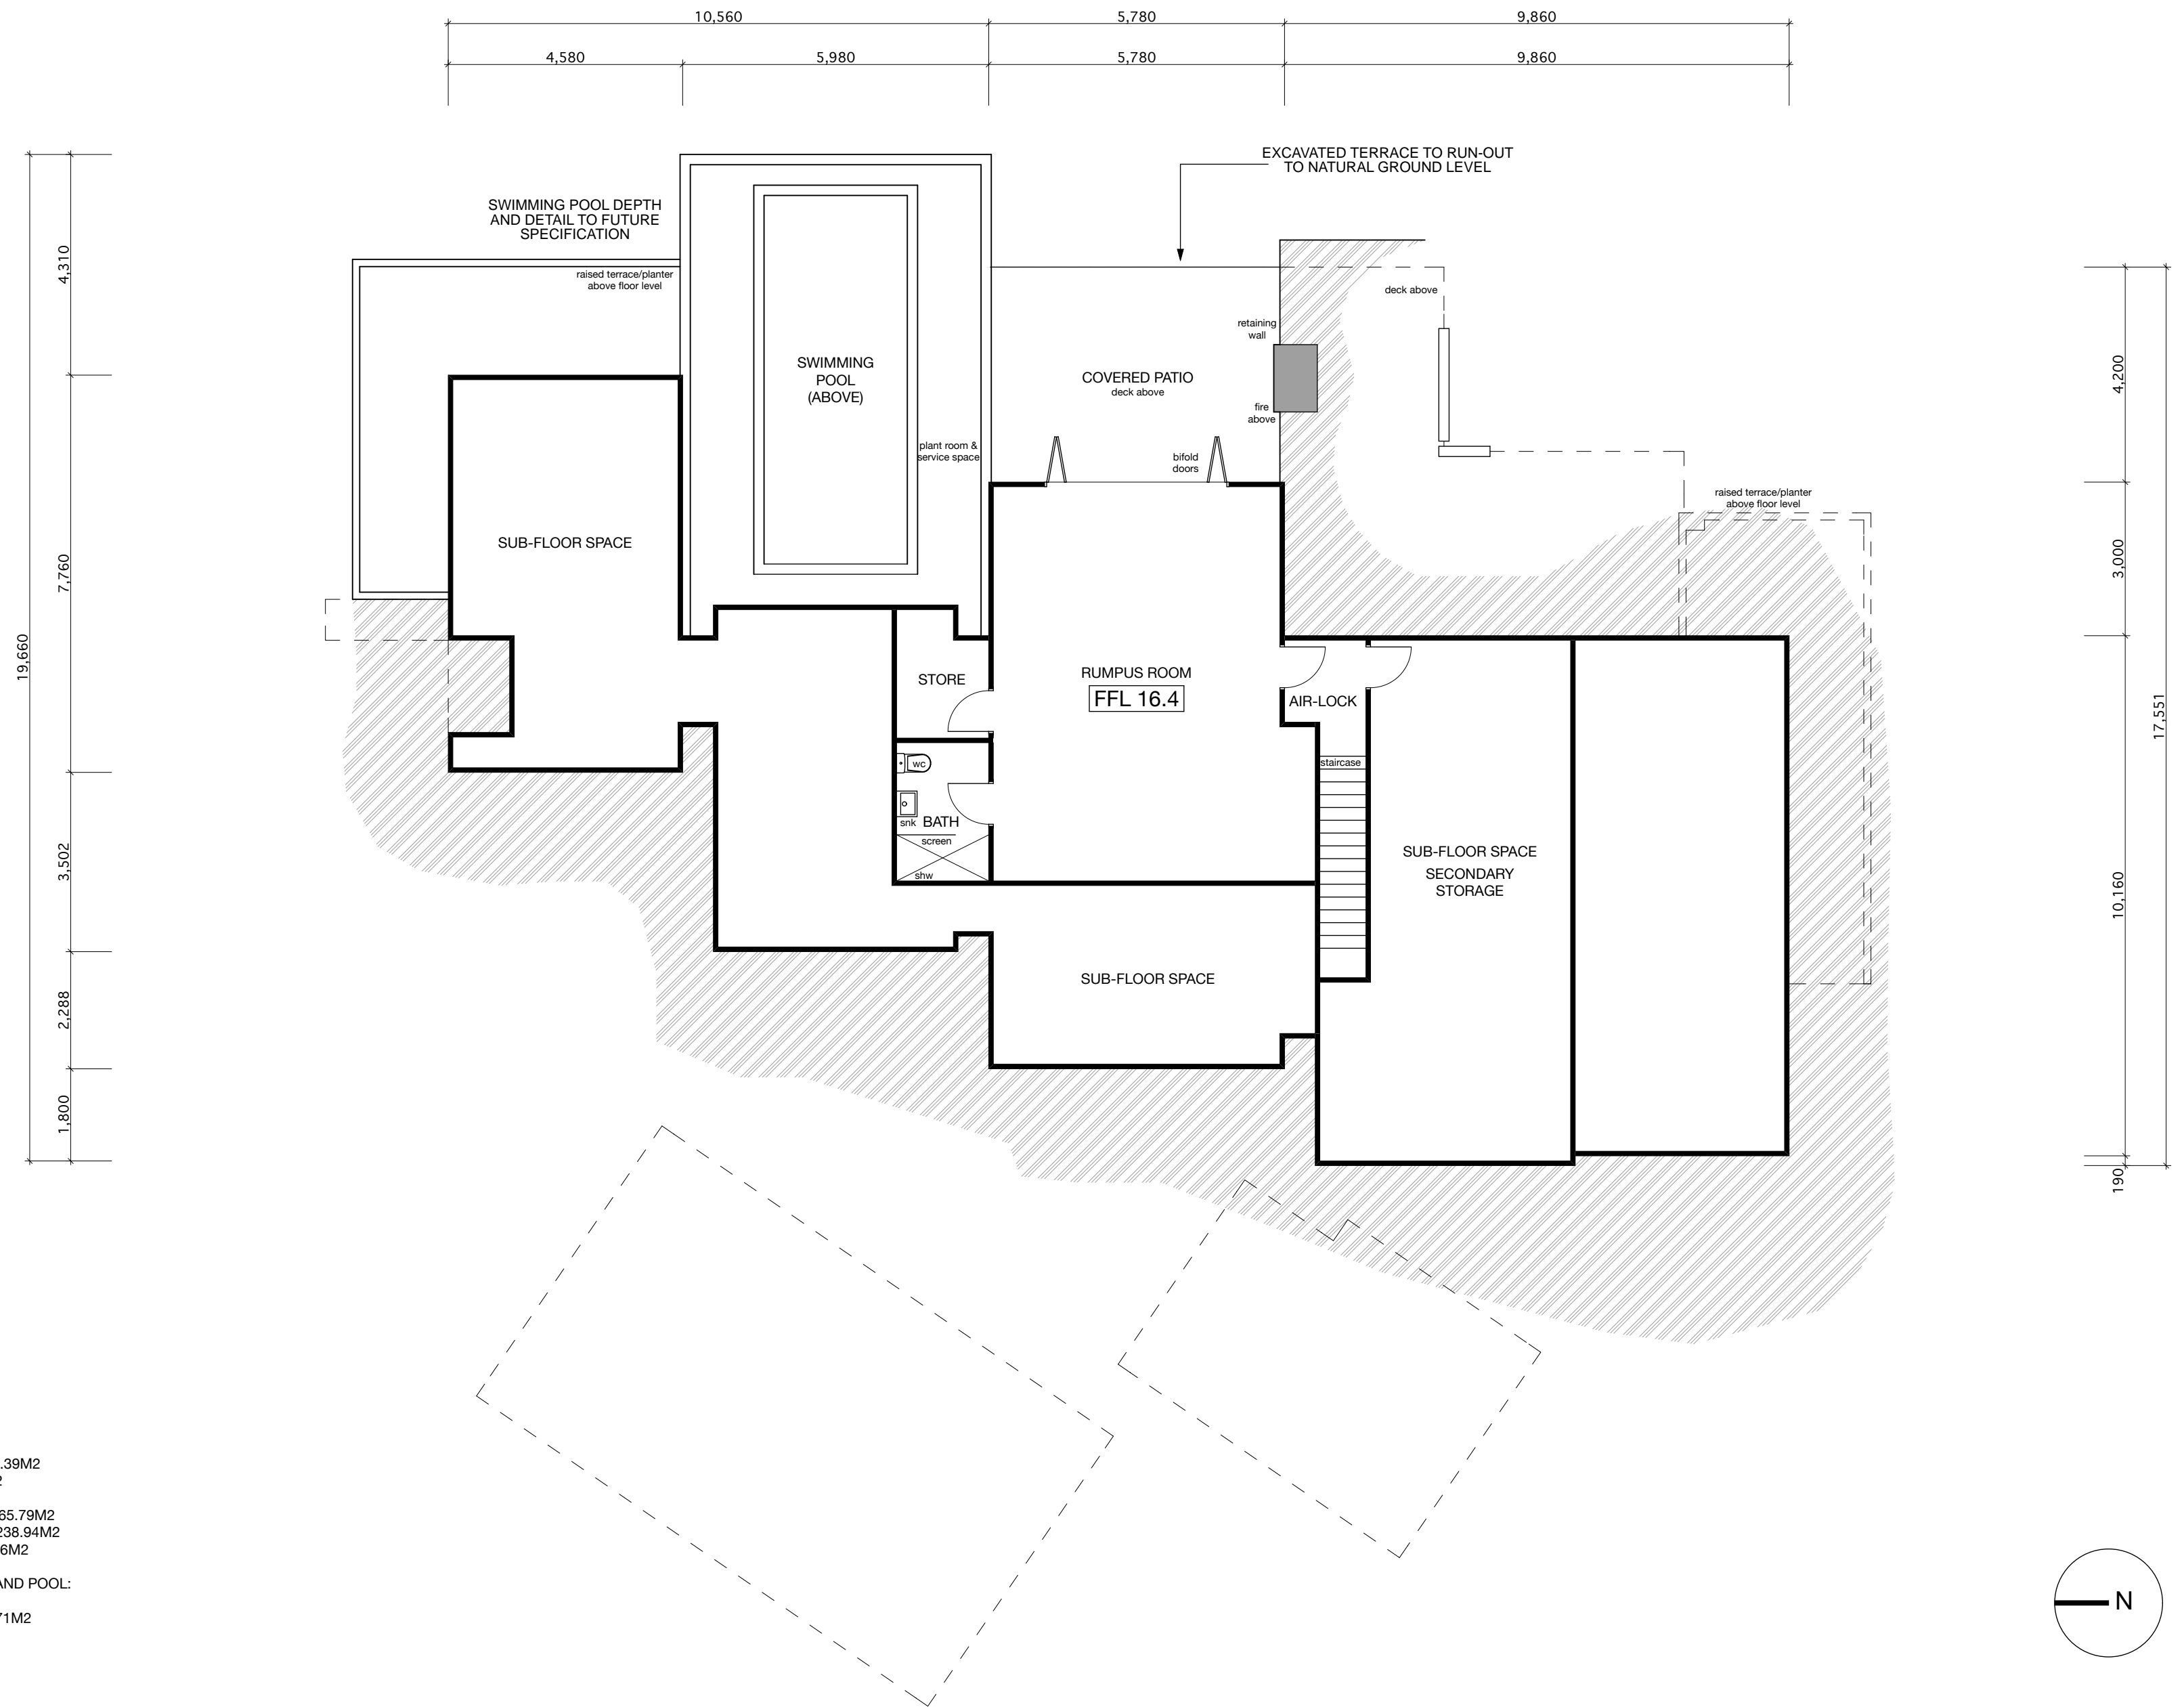 10,560
5,780
9,860
4,580
5,980
5,780
9,860
EXCAVATED TERRACE TO RUN-OUT
TO NATURAL GROUND LEVEL
SWIMMING POOL DEPTH
AND DETAIL TO FUTURE
SPECIFICATION
raised terrace/planter
above floor level
deck above
retaining
wall
SWIMMING
POOL
(ABOVE)
COVERED PATIO
deck above
fire
above
plant room &
service space
bifold
doors
raised terrace/planter
above floor level
SUB-FLOOR SPACE
STORE
RUMPUS ROOM
FFL 16.4
AIR-LOCK
wc
staircase
snk
BATH
screen
shw
SUB-FLOOR SPACE
SECONDARY
STORAGE
SUB-FLOOR SPACE
19,660
4,310
7,760
3,502
2,288
1,800
4,200
3,000
10,160
190
17,551
.39M2
65.79M2
238.94M2
6M2
AND POOL:
71M2
N